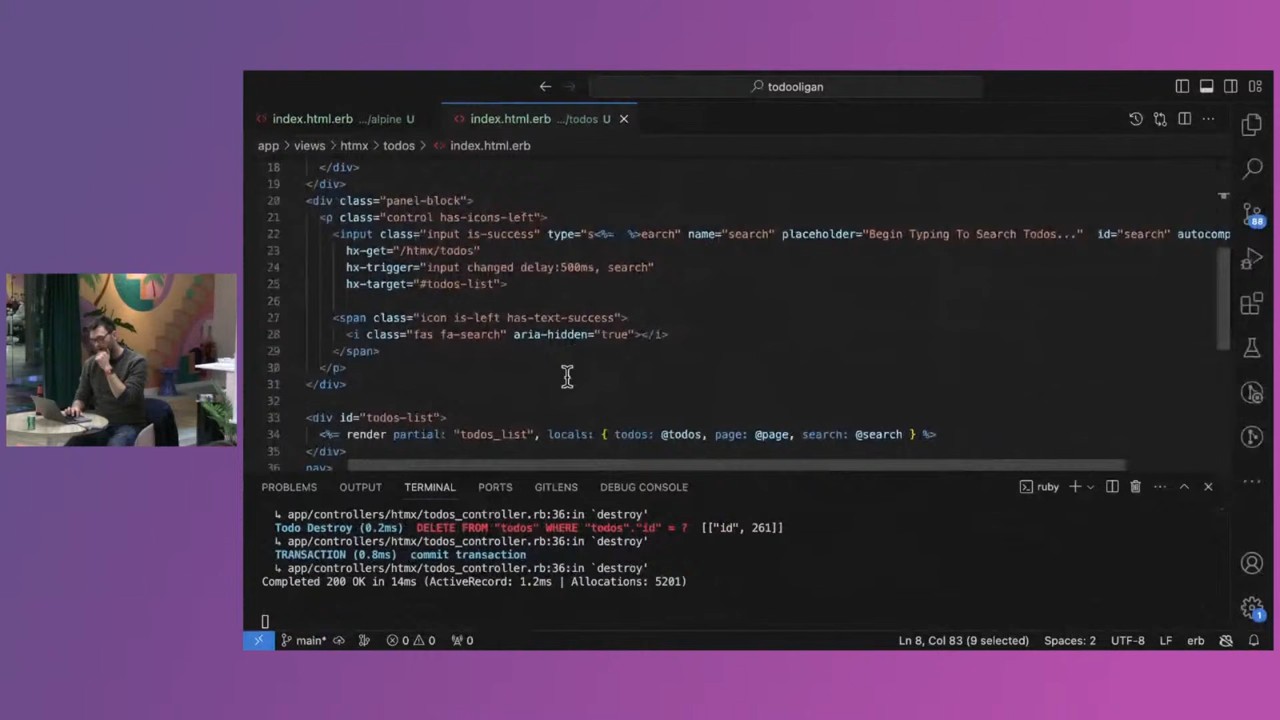 todooligan
index.html.erb .../alpine U
index.html.erb .../todos U
app > views > htmx > todos > index.html.erb
18 </div>
19 </div>
20 <div class="panel-block">
21 <p class="control has-icons-left">
22 <input class="input is-success" type="s<%=  %>earch" name="search" placeholder="Begin Typing To Search Todos..."  id="search" autocomp
23 hx-get="/htmx/todos"
24 hx-trigger="input changed delay:500ms, search"
25 hx-target="#todos-list">
26
27 <span class="icon is-left has-text-success">
28 <i class="fas fa-search" aria-hidden="true"></i>
29 </span>
30 </p>
31 </div>
32
33 <div id="todos-list">
34 <%= render partial: "todos_list", locals: { todos: @todos, page: @page, search: @search } %>
35 </div>
36 nav>
88
PROBLEMS OUTPUT TERMINAL PORTS GITLENS DEBUG CONSOLE
ruby
↳ app/controllers/htmx/todos_controller.rb:36:in `destroy'
Todo Destroy (0.2ms) DELETE FROM "todos" WHERE "todos"."id" = ? [["id", 261]]
↳ app/controllers/htmx/todos_controller.rb:36:in `destroy'
TRANSACTION (0.8ms) commit transaction
↳ app/controllers/htmx/todos_controller.rb:36:in `destroy'
Completed 200 OK in 14ms (ActiveRecord: 1.2ms | Allocations: 5201)
1
main* 0 0 0 Ln 8, Col 83 (9 selected) Spaces: 2 UTF-8 LF erb